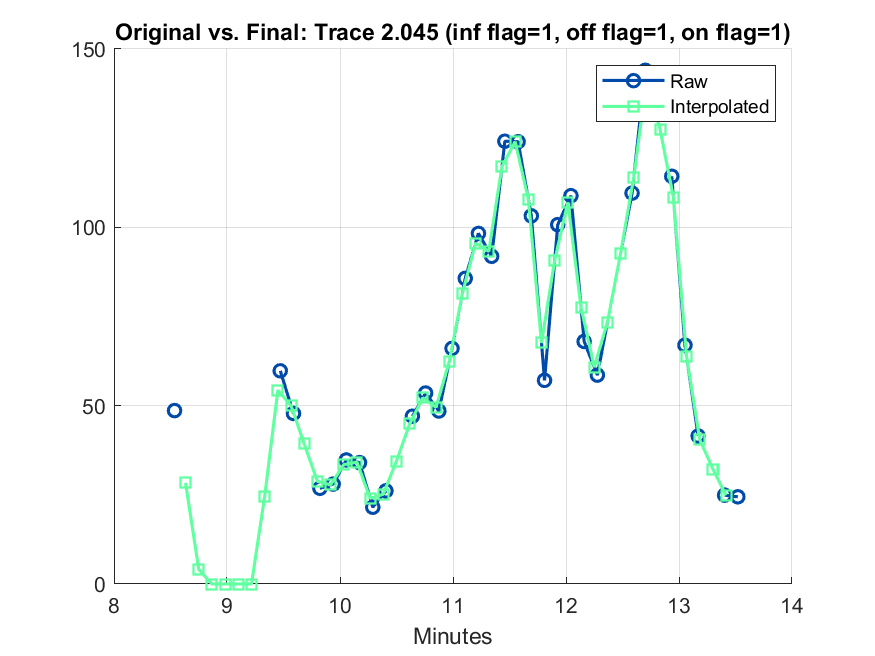 Original vs. Final: Trace 2.045 (inf flag=1, off flag=1, on flag=1)
150
100
50
0
Raw
Interpolated
8 9 10 11 12 13 14
Minutes